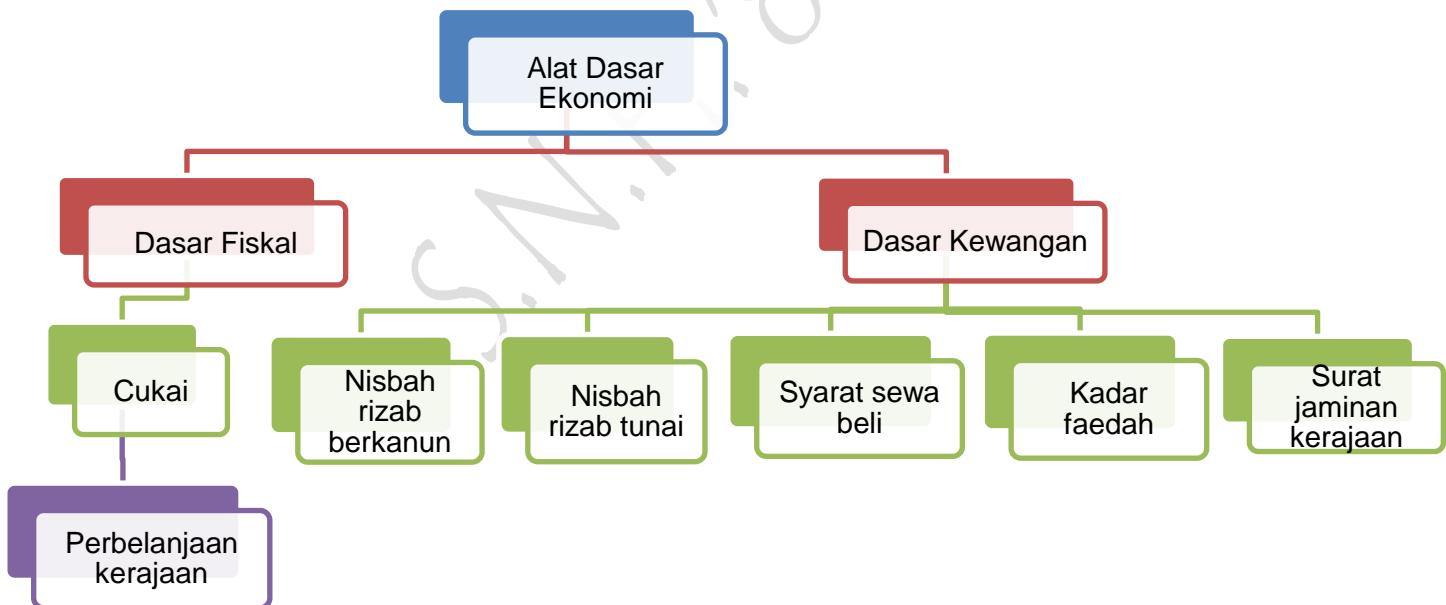 Alat Dasar
Ekonomi
Dasar Fiskal
Dasar Kewangan
Cukai
Nisbah
rizab
berkanun
Nisbah
rizab tunai
Syarat sewa
beli
Kadar
faedah
Surat
jaminan
kerajaan
Perbelanjaan
kerajaan